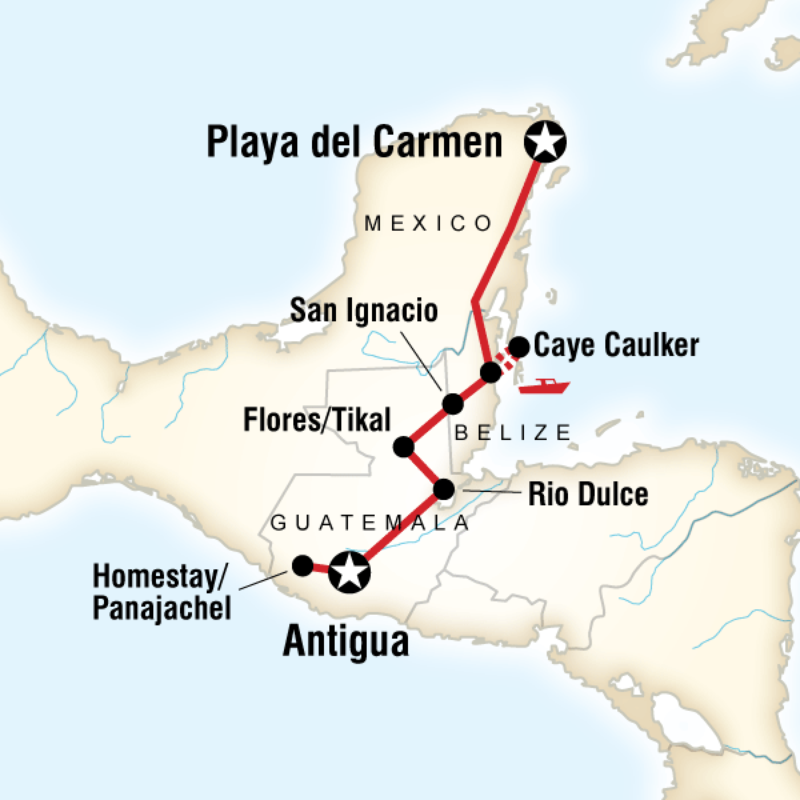 Playa del Carmen
MEXICO
San Ignacio
Caye Caulker
Flores/Tikal
BELIZE
Rio Dulce
GUATEMALA
Homestay/
Panajachel
Antigua